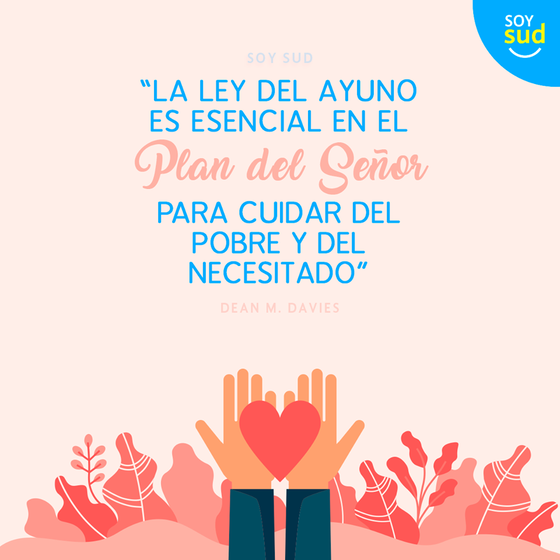 SOY
sud
SOY SUD
“LA LEY DEL AYUNO
ES ESENCIAL EN EL
Plan del Señor
PARA CUIDAR DEL
POBRE Y DEL
NECESITADO”
DEAN M. DAVIES